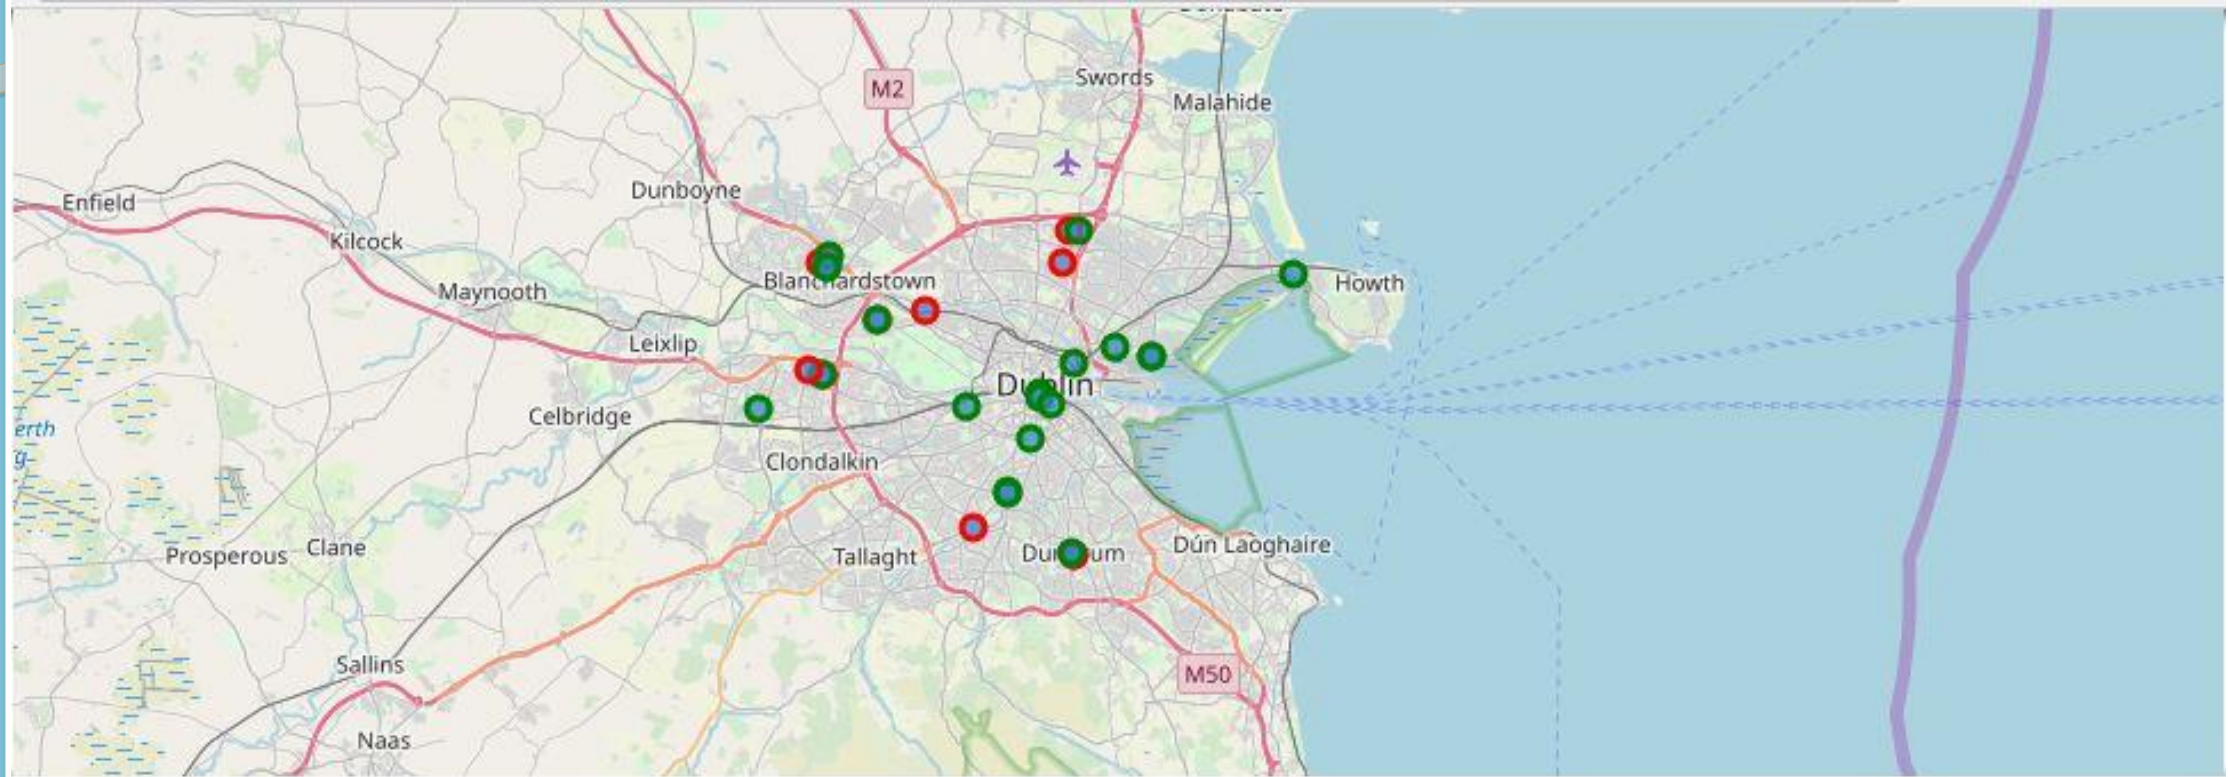 Swords
M2
Malahide
Dunboyne
Enfield
Kilcock
Blanchardstown
Howth
Maynooth
Leixlip
Dublin
Celbridge
erth
g
Clondalkin
Dún Laoghaire
Prosperous
Clane
Tallaght
Sallins
M50
Naas